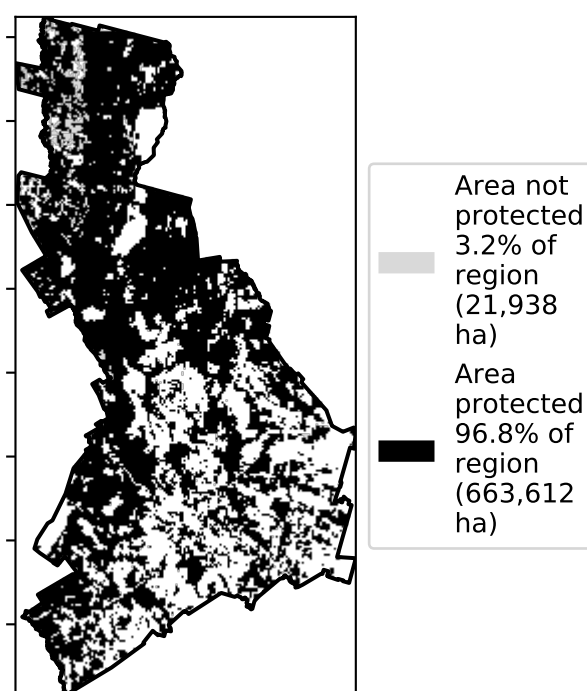 Area not
protected
3.2% of
region
(21,938
ha)
Area
protected
96.8% of
region
(663,612
ha)